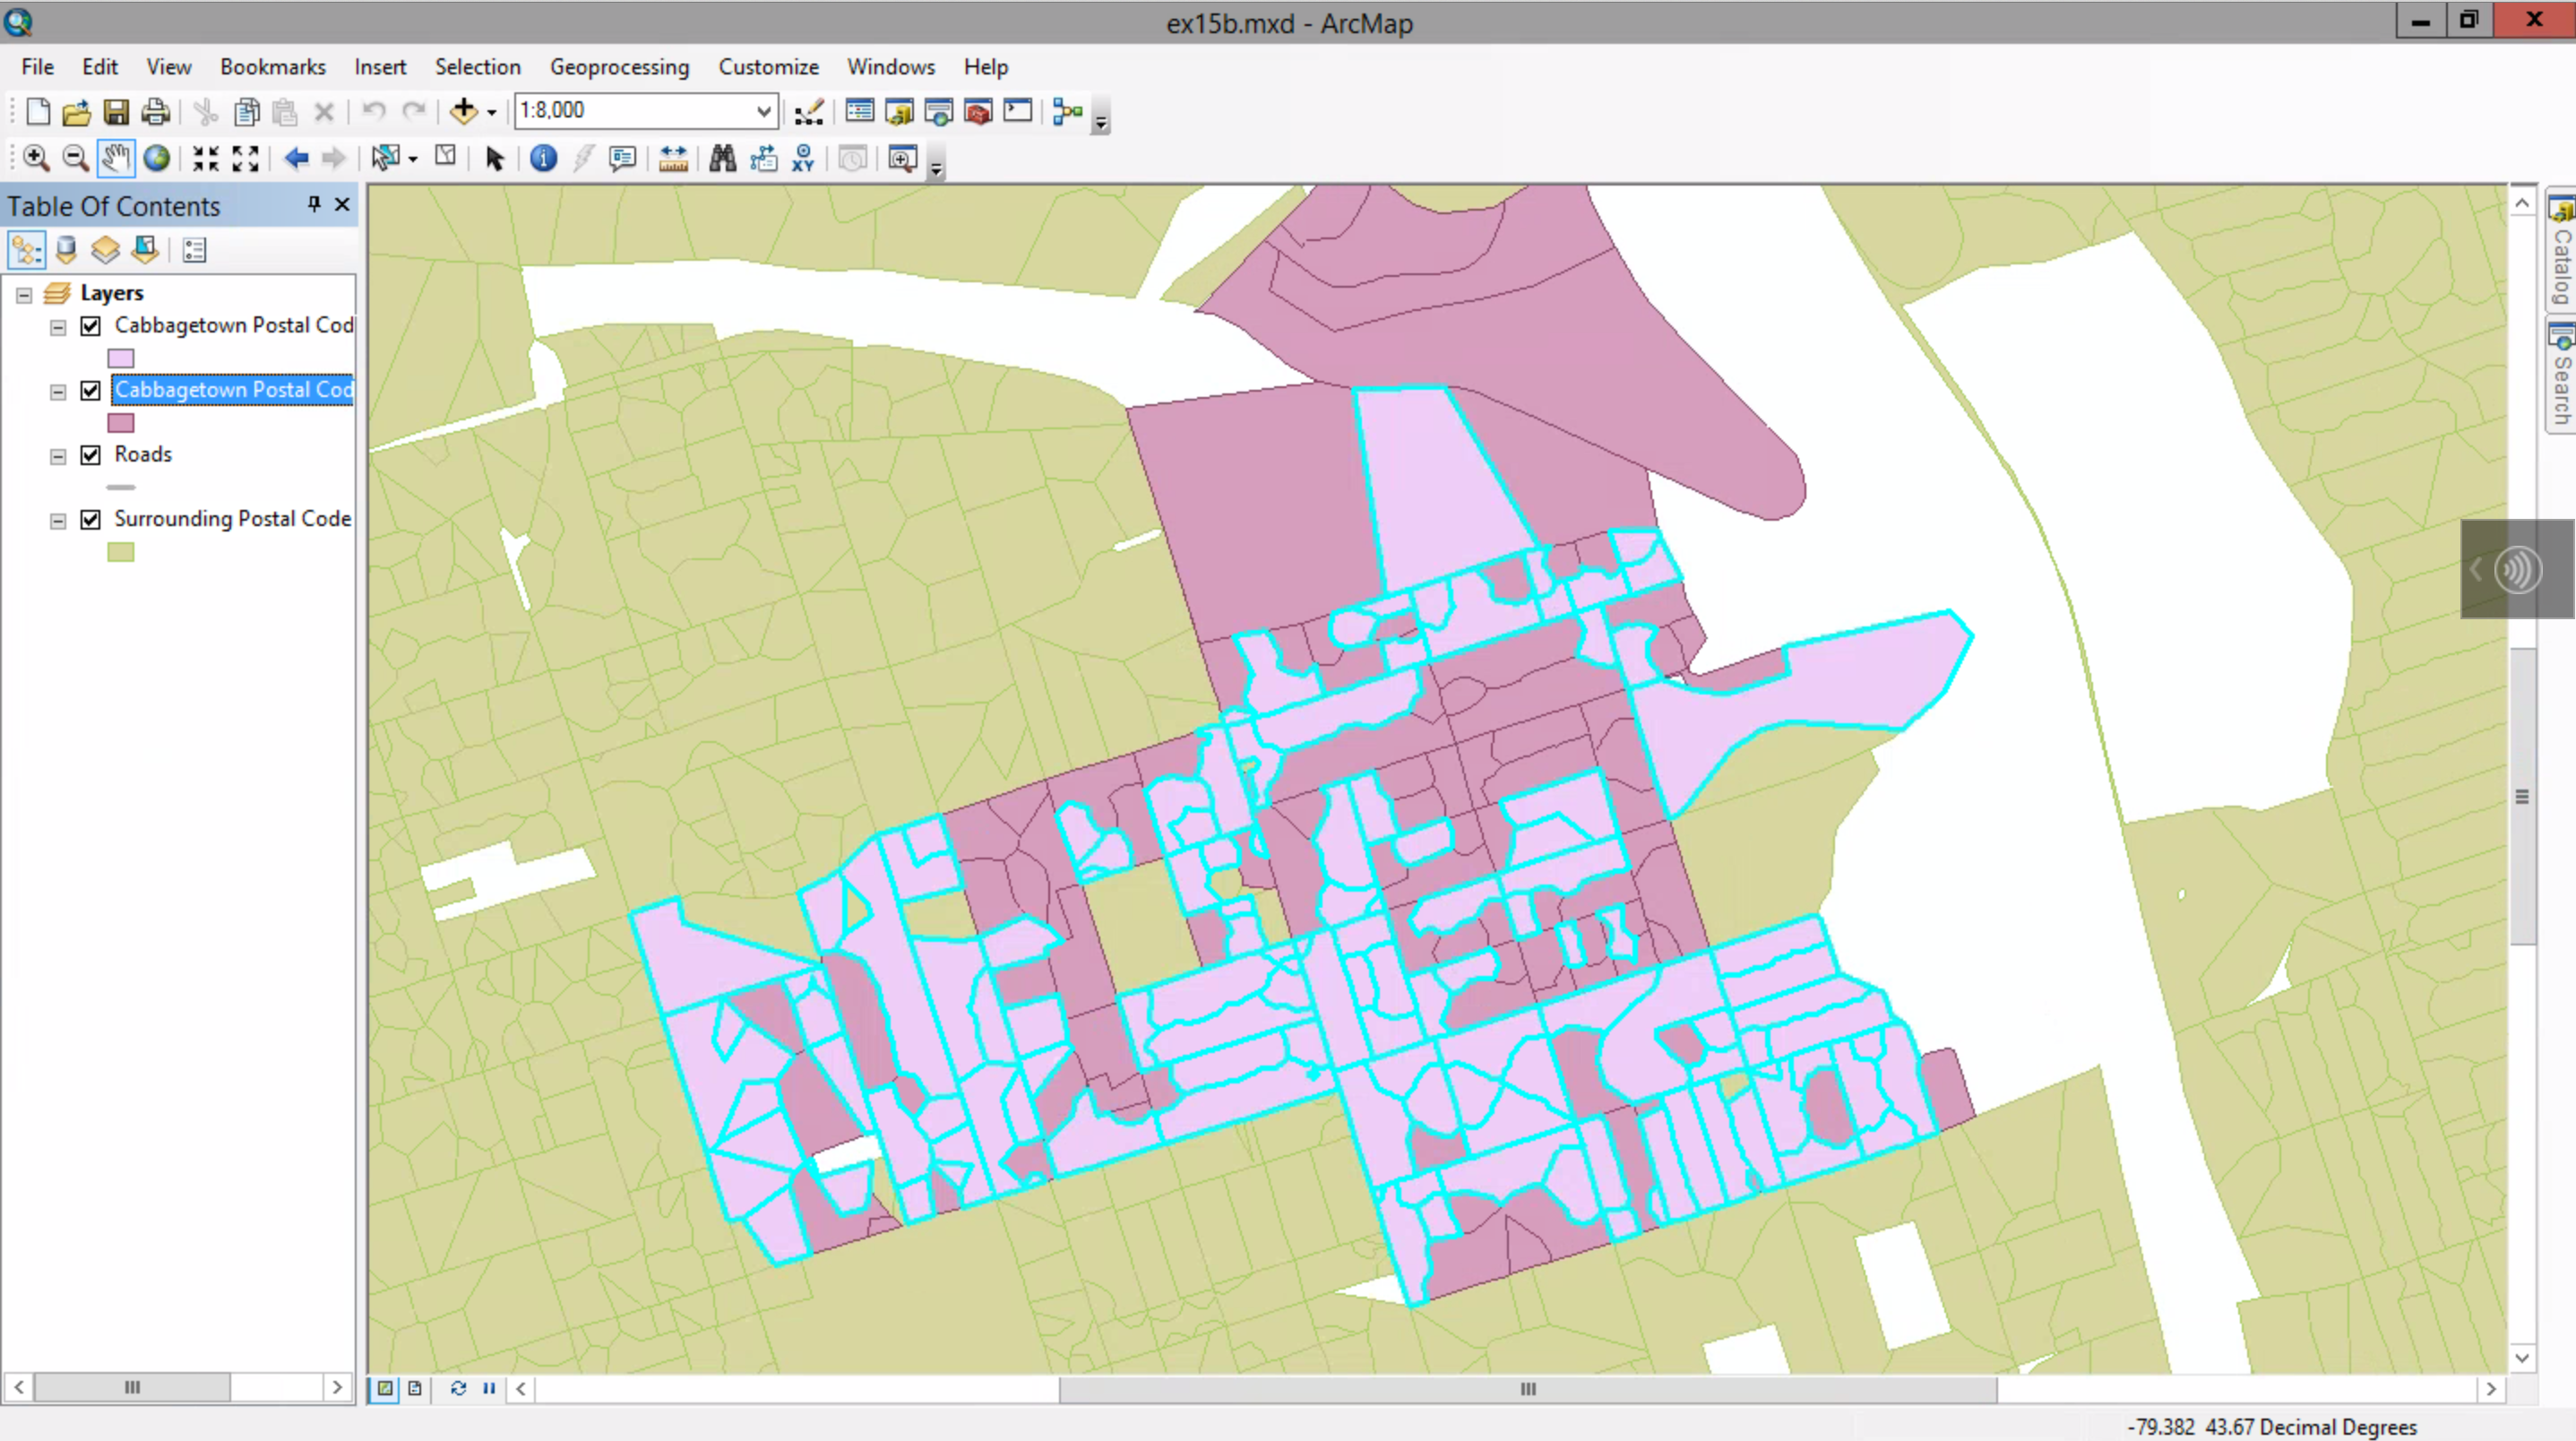 ex15b.mxd - ArcMap
File Edit View Bookmarks Insert Selection Geoprocessing Customize Windows Help
1:8,000
XY
Table Of Contents
Layers
Cabbagetown Postal Cod
Cabbagetown Postal Cod
Roads
Surrounding Postal Code
Catalog
Search
-79.382 43.67 Decimal Degrees